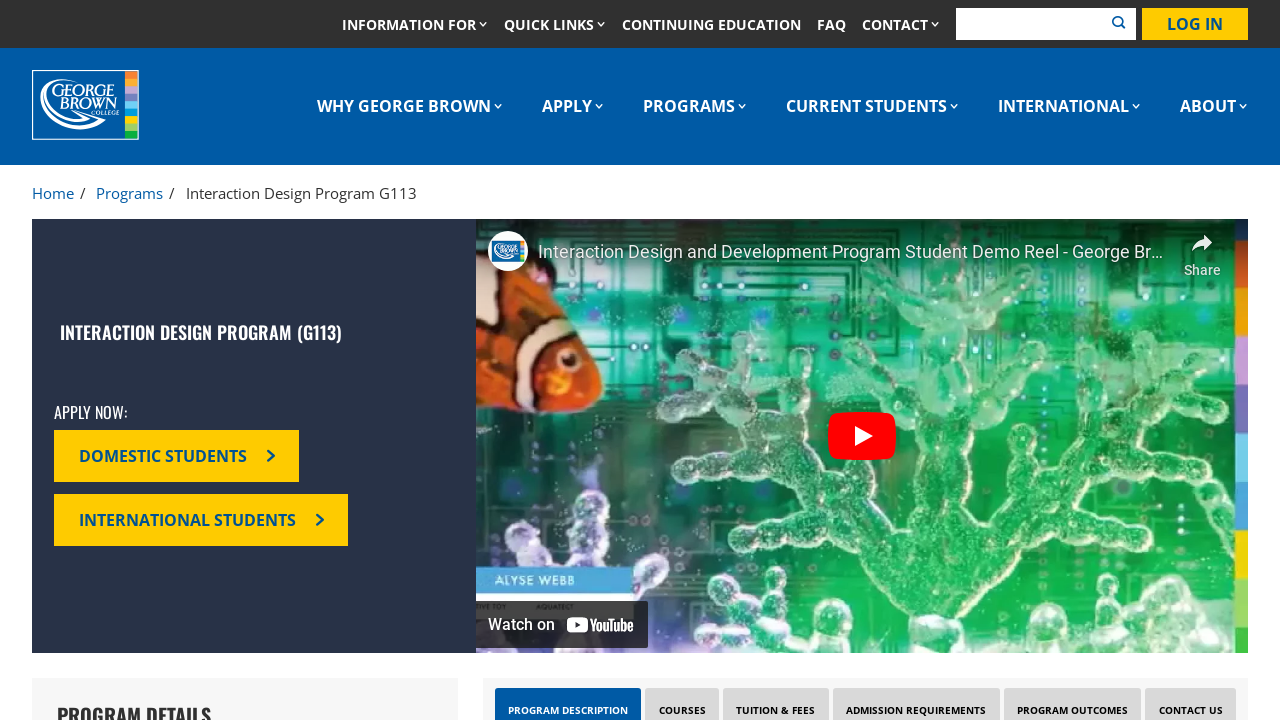 INFORMATION FOR QUICK LINKS CONTINUING EDUCATION FAQ CONTACT LOG IN
GEORGE
BROWN
COLLEGE
WHY GEORGE BROWN APPLY PROGRAMS CURRENT STUDENTS INTERNATIONAL ABOUT
Home / Programs / Interaction Design Program G113
INTERACTION DESIGN PROGRAM (G113)
APPLY NOW:
DOMESTIC STUDENTS
INTERNATIONAL STUDENTS
Interaction Design and Development Program Student Demo Reel - George Br...
Share
ALYSE WEBB
AQUATECT
Watch on YouTube
PROGRAM DETAILS
PROGRAM DESCRIPTION COURSES TUITION & FEES ADMISSION REQUIREMENTS PROGRAM OUTCOMES CONTACT US